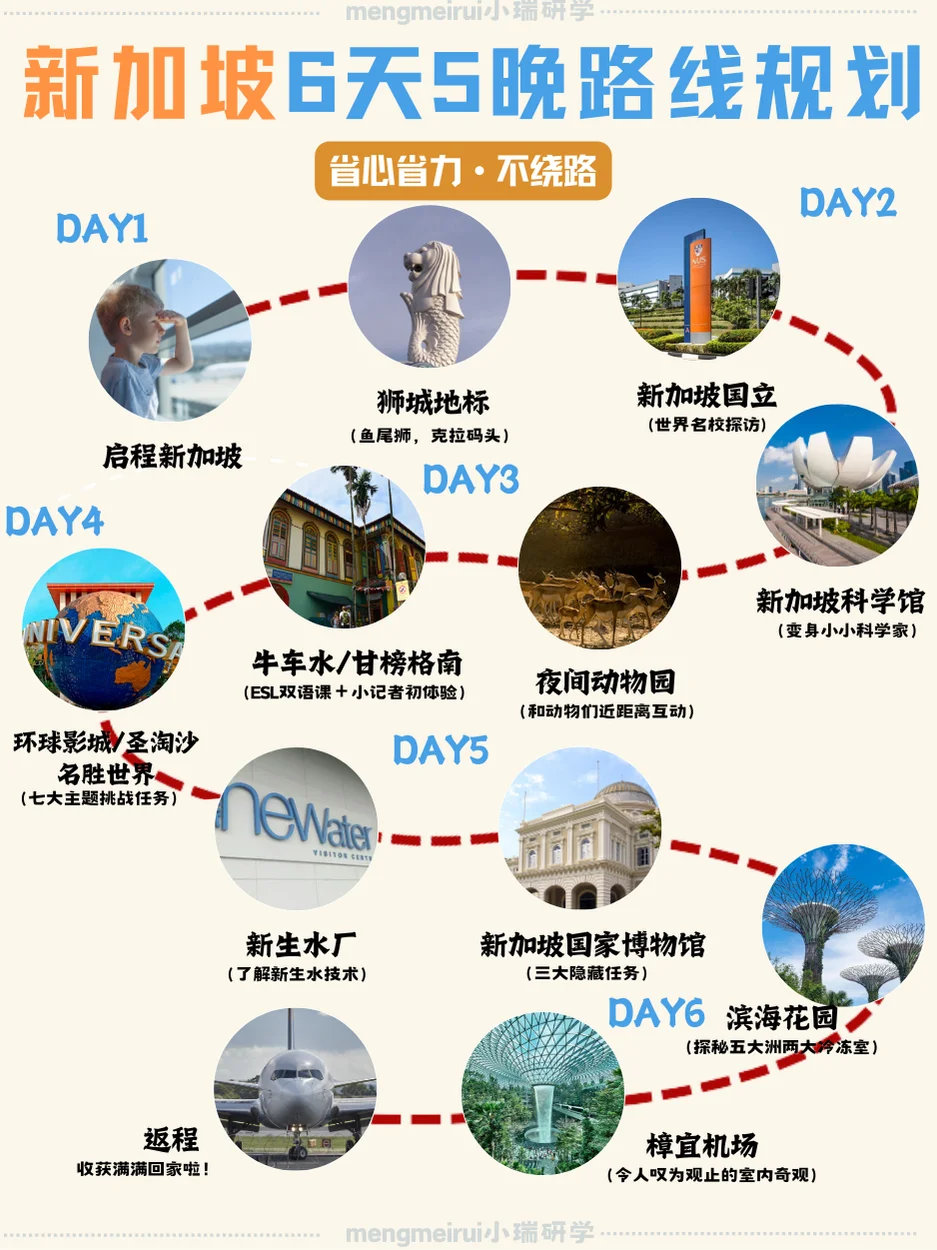 mengmeirui小瑞研学
新加坡6天5晚路线规划
省心省力·不绕路
DAY1
DAY2
NUS
启程新加坡
狮城地标
(鱼尾狮，克拉码头)
新加坡国立
(世界名校探访)
新加坡科学馆
(变身小小科学家)
DAY3
夜间动物园
(和动物们近距离互动)
牛车水/甘榜格南
(ESL双语课+小记者初体验)
DAY4
UNIVERSA
环球影城/圣淘沙
名胜世界
(七大主题挑战任务)
DAY5
newater
VISITOR CENTR
新生水厂
(了解新生水技术)
新加坡国家博物馆
(三大隐藏任务)
滨海花园
(探秘五大洲两大冷冻室)
DAY6
樟宜机场
(令人叹为观止的室内奇观)
返程
收获满满回家啦!
mengmeirui小瑞研学